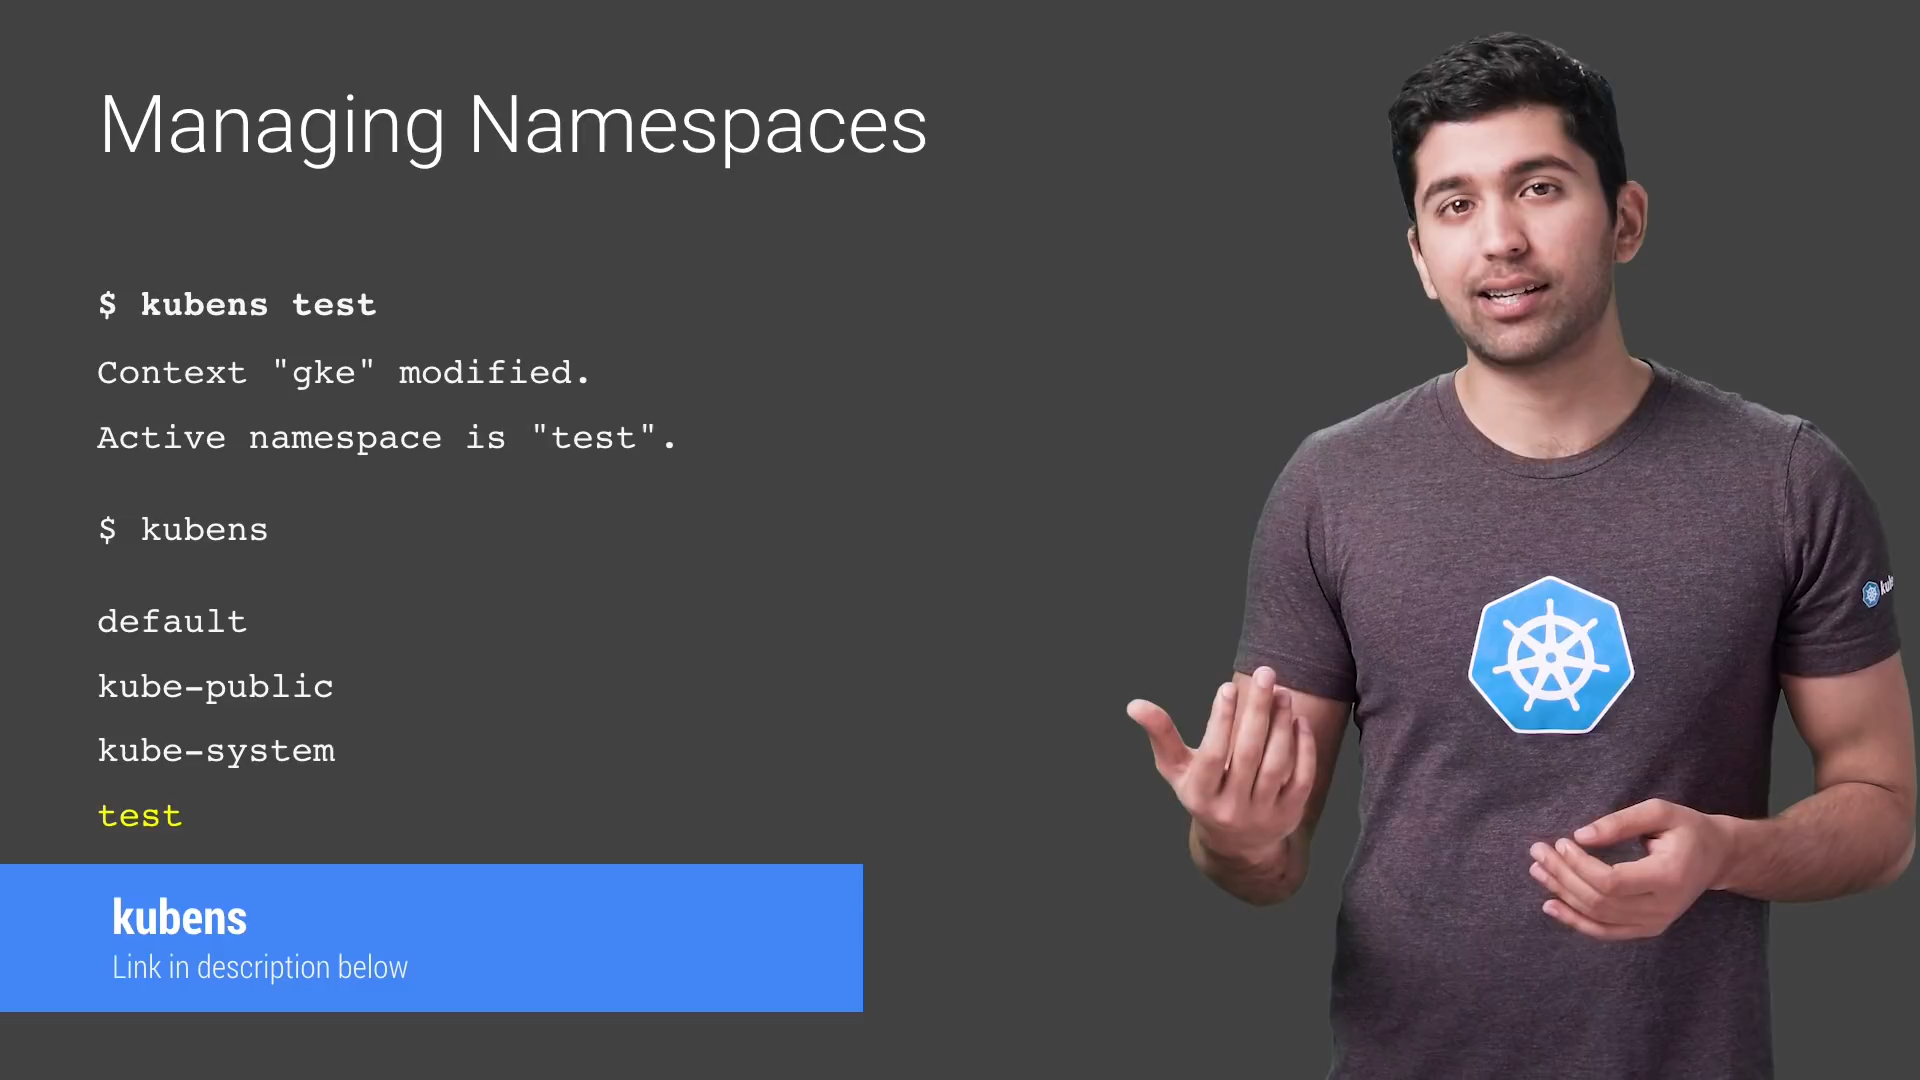 Managing Namespaces
$ kubens test
Context "gke" modified.
Active namespace is "test".
$ kubens
default
kube-public
kube-system
test
kubens
Link in description below